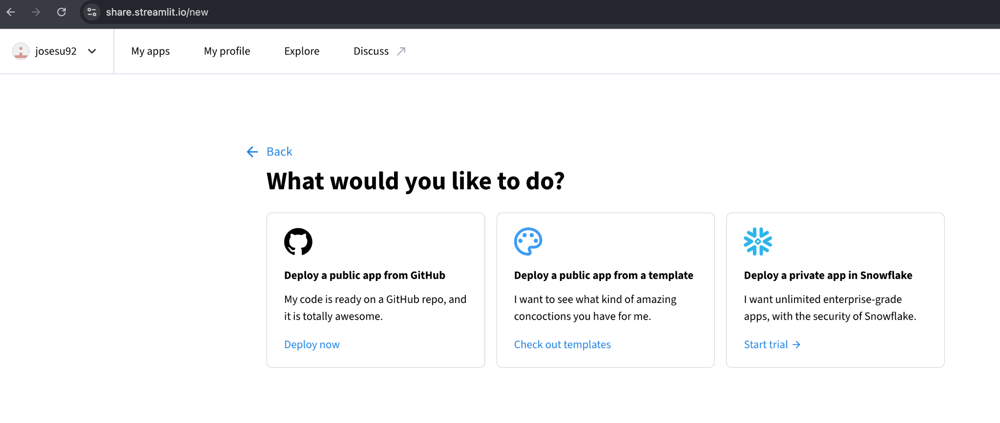 share.streamlit.io/new
josesu92
My apps
My profile
Explore
Discuss
Back
What would you like to do?
Deploy a public app from GitHub
My code is ready on a GitHub repo, and
it is totally awesome.
Deploy now
Deploy a public app from a template
I want to see what kind of amazing
concoctions you have for me.
Check out templates
Deploy a private app in Snowflake
I want unlimited enterprise-grade
apps, with the security of Snowflake.
Start trial